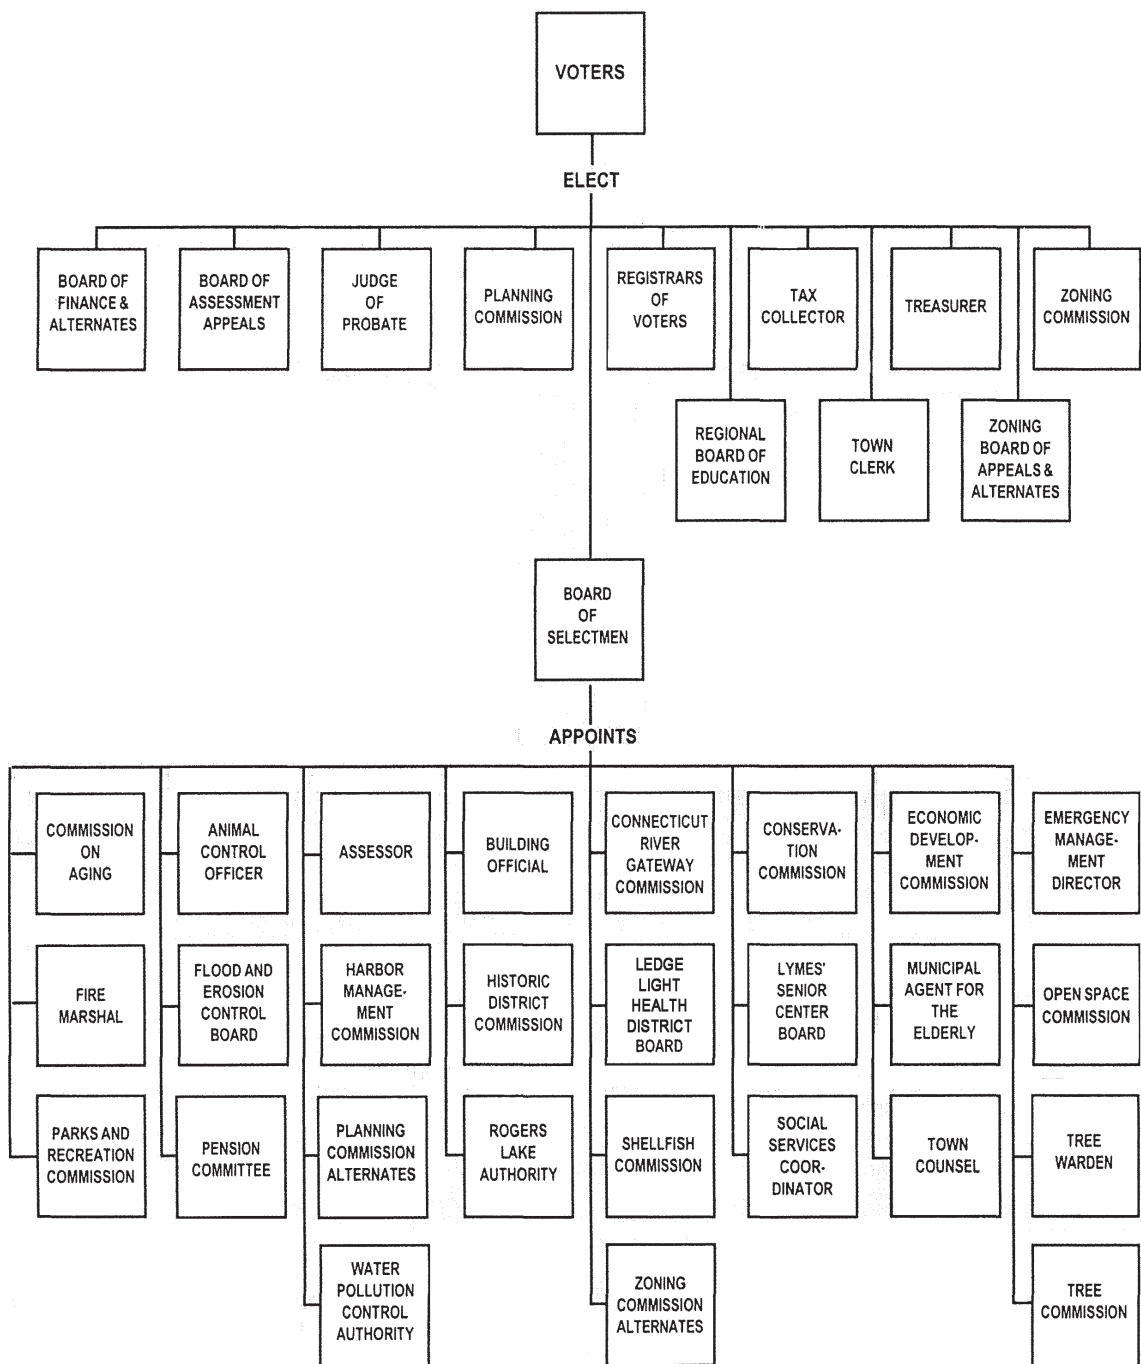 VOTERS
ELECT
BOARD OF
FINANCE &
ALTERNATES
BOARD OF
ASSESSMENT
APPEALS
JUDGE
OF
PROBATE
PLANNING
COMMISSION
REGISTRARS
OF
VOTERS
TAX
COLLECTOR
TREASURER
ZONING
COMMISSION
REGIONAL
BOARD OF
EDUCATION
TOWN
CLERK
ZONING
BOARD OF
APPEALS &
ALTERNATES
BOARD
OF
SELECTMEN
APPOINTS
COMMISSION
ON
AGING
ANIMAL
CONTROL
OFFICER
ASSESSOR
BUILDING
OFFICIAL
CONNECTICUT
RIVER
GATEWAY
COMMISSION
CONSERVA-
TION
COMMISSION
ECONOMIC
DEVELOP-
MENT
COMMISSION
EMERGENCY
MANAGE-
MENT
DIRECTOR
FIRE
MARSHAL
FLOOD AND
EROSION
CONTROL
BOARD
HARBOR
MANAGE-
MENT
COMMISSION
HISTORIC
DISTRICT
COMMISSION
LEDGE
LIGHT
HEALTH
DISTRICT
BOARD
LYMES'
SENIOR
CENTER
BOARD
MUNICIPAL
AGENT FOR
THE
ELDERLY
OPEN SPACE
COMMISSION
PARKS AND
RECREATION
COMMISSION
PENSION
COMMITTEE
PLANNING
COMMISSION
ALTERNATES
ROGERS
LAKE
AUTHORITY
SHELLFISH
COMMISSION
SOCIAL
SERVICES
COOR-
DINATOR
TOWN
COUNSEL
TREE
WARDEN
WATER
POLLUTION
CONTROL
AUTHORITY
ZONING
COMMISSION
ALTERNATES
TREE
COMMISSION